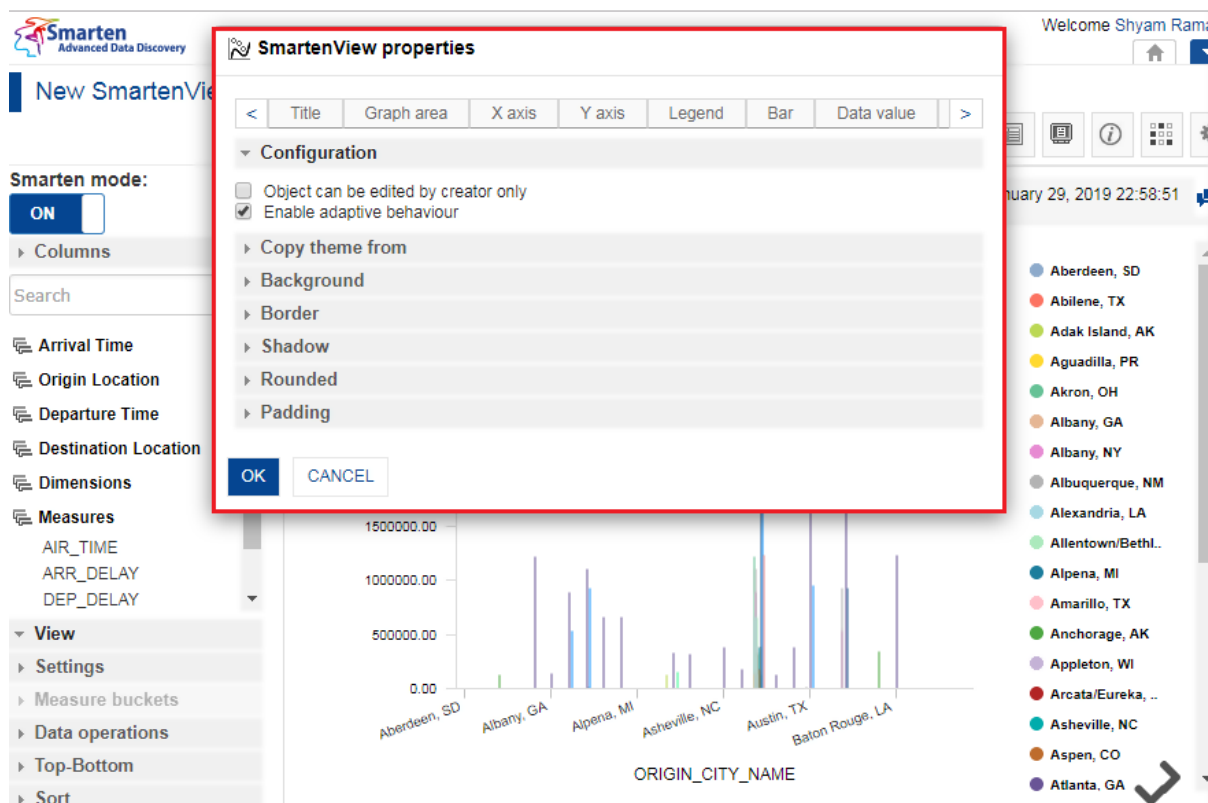 Smarten
Advanced Data Discovery
Welcome Shyam Rama
New SmartenVie
SmartenView properties
< Title Graph area X axis Y axis Legend Bar Data value >
Configuration
Object can be edited by creator only
Enable adaptive behaviour
Copy theme from
Background
Border
Shadow
Rounded
Padding
OK CANCEL
Smarten mode:
ON
nuary 29, 2019 22:58:51
Columns
Search
Arrival Time
Origin Location
Departure Time
Destination Location
Dimensions
Measures
AIR_TIME
ARR_DELAY
DEP_DELAY
View
Settings
Measure buckets
Data operations
Top-Bottom
Sort
1500000.00
1000000.00
500000.00
0.00
Aberdeen, SD
Albany, GA
Alpena, MI
Asheville, NC
Austin, TX
Baton Rouge, LA
ORIGIN_CITY_NAME
Aberdeen, SD
Abilene, TX
Adak Island, AK
Aguadilla, PR
Akron, OH
Albany, GA
Albany, NY
Albuquerque, NM
Alexandria, LA
Allentown/Bethl..
Alpena, MI
Amarillo, TX
Anchorage, AK
Appleton, WI
Arcata/Eureka, ..
Asheville, NC
Aspen, CO
Atlanta, GA